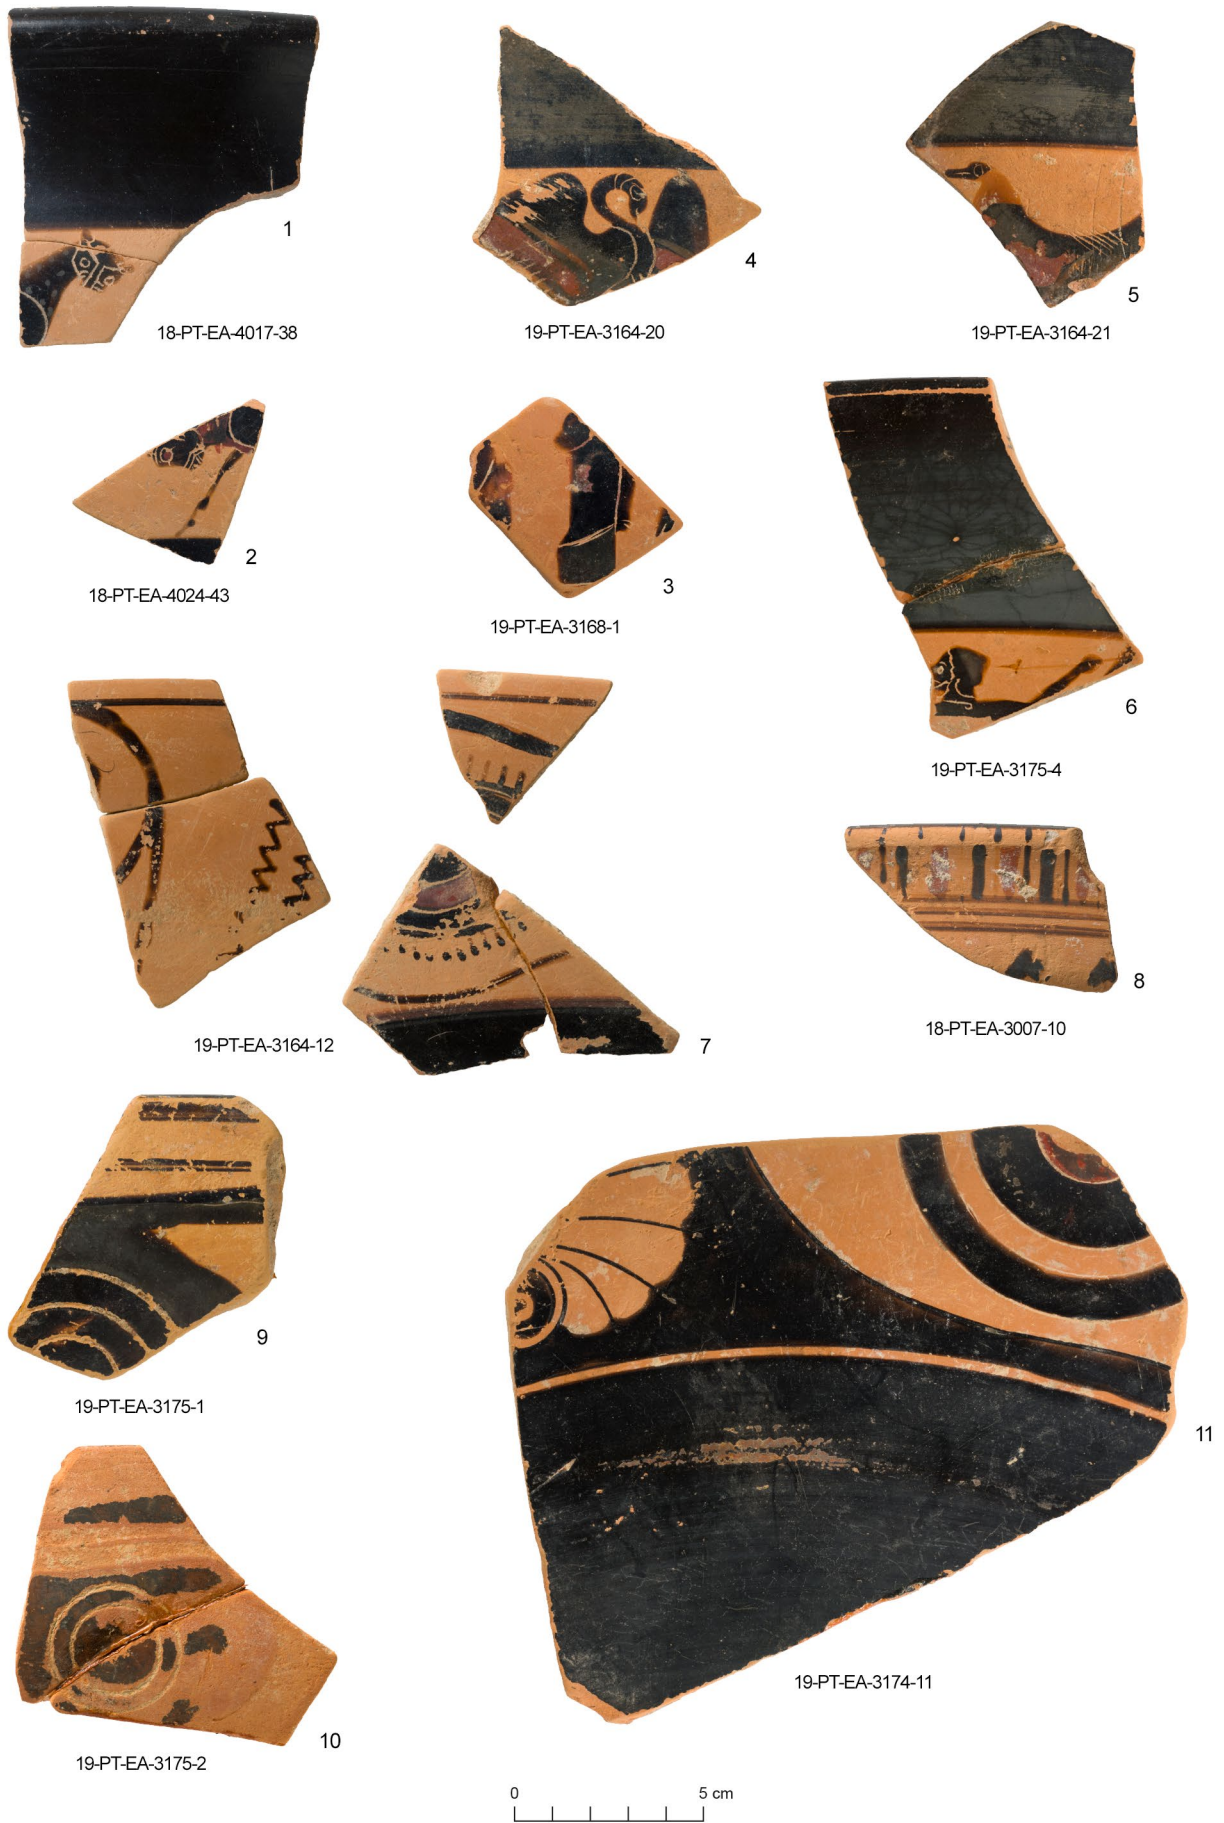 1
18-PT-EA-4017-38
4
19-PT-EA-3164-20
5
19-PT-EA-3164-21
2
18-PT-EA-4024-43
3
19-PT-EA-3168-1
6
19-PT-EA-3175-4
7
19-PT-EA-3164-12
8
18-PT-EA-3007-10
9
19-PT-EA-3175-1
10
19-PT-EA-3175-2
11
19-PT-EA-3174-11
0 5 cm